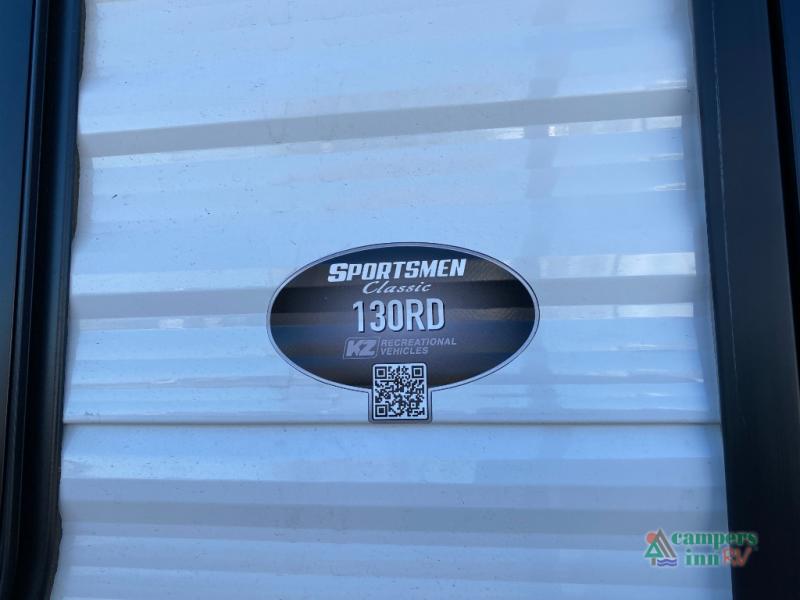 SPORTSMEN
Classic
130RD
KZ RECREATIONAL
VEHICLES
campers
inn RV